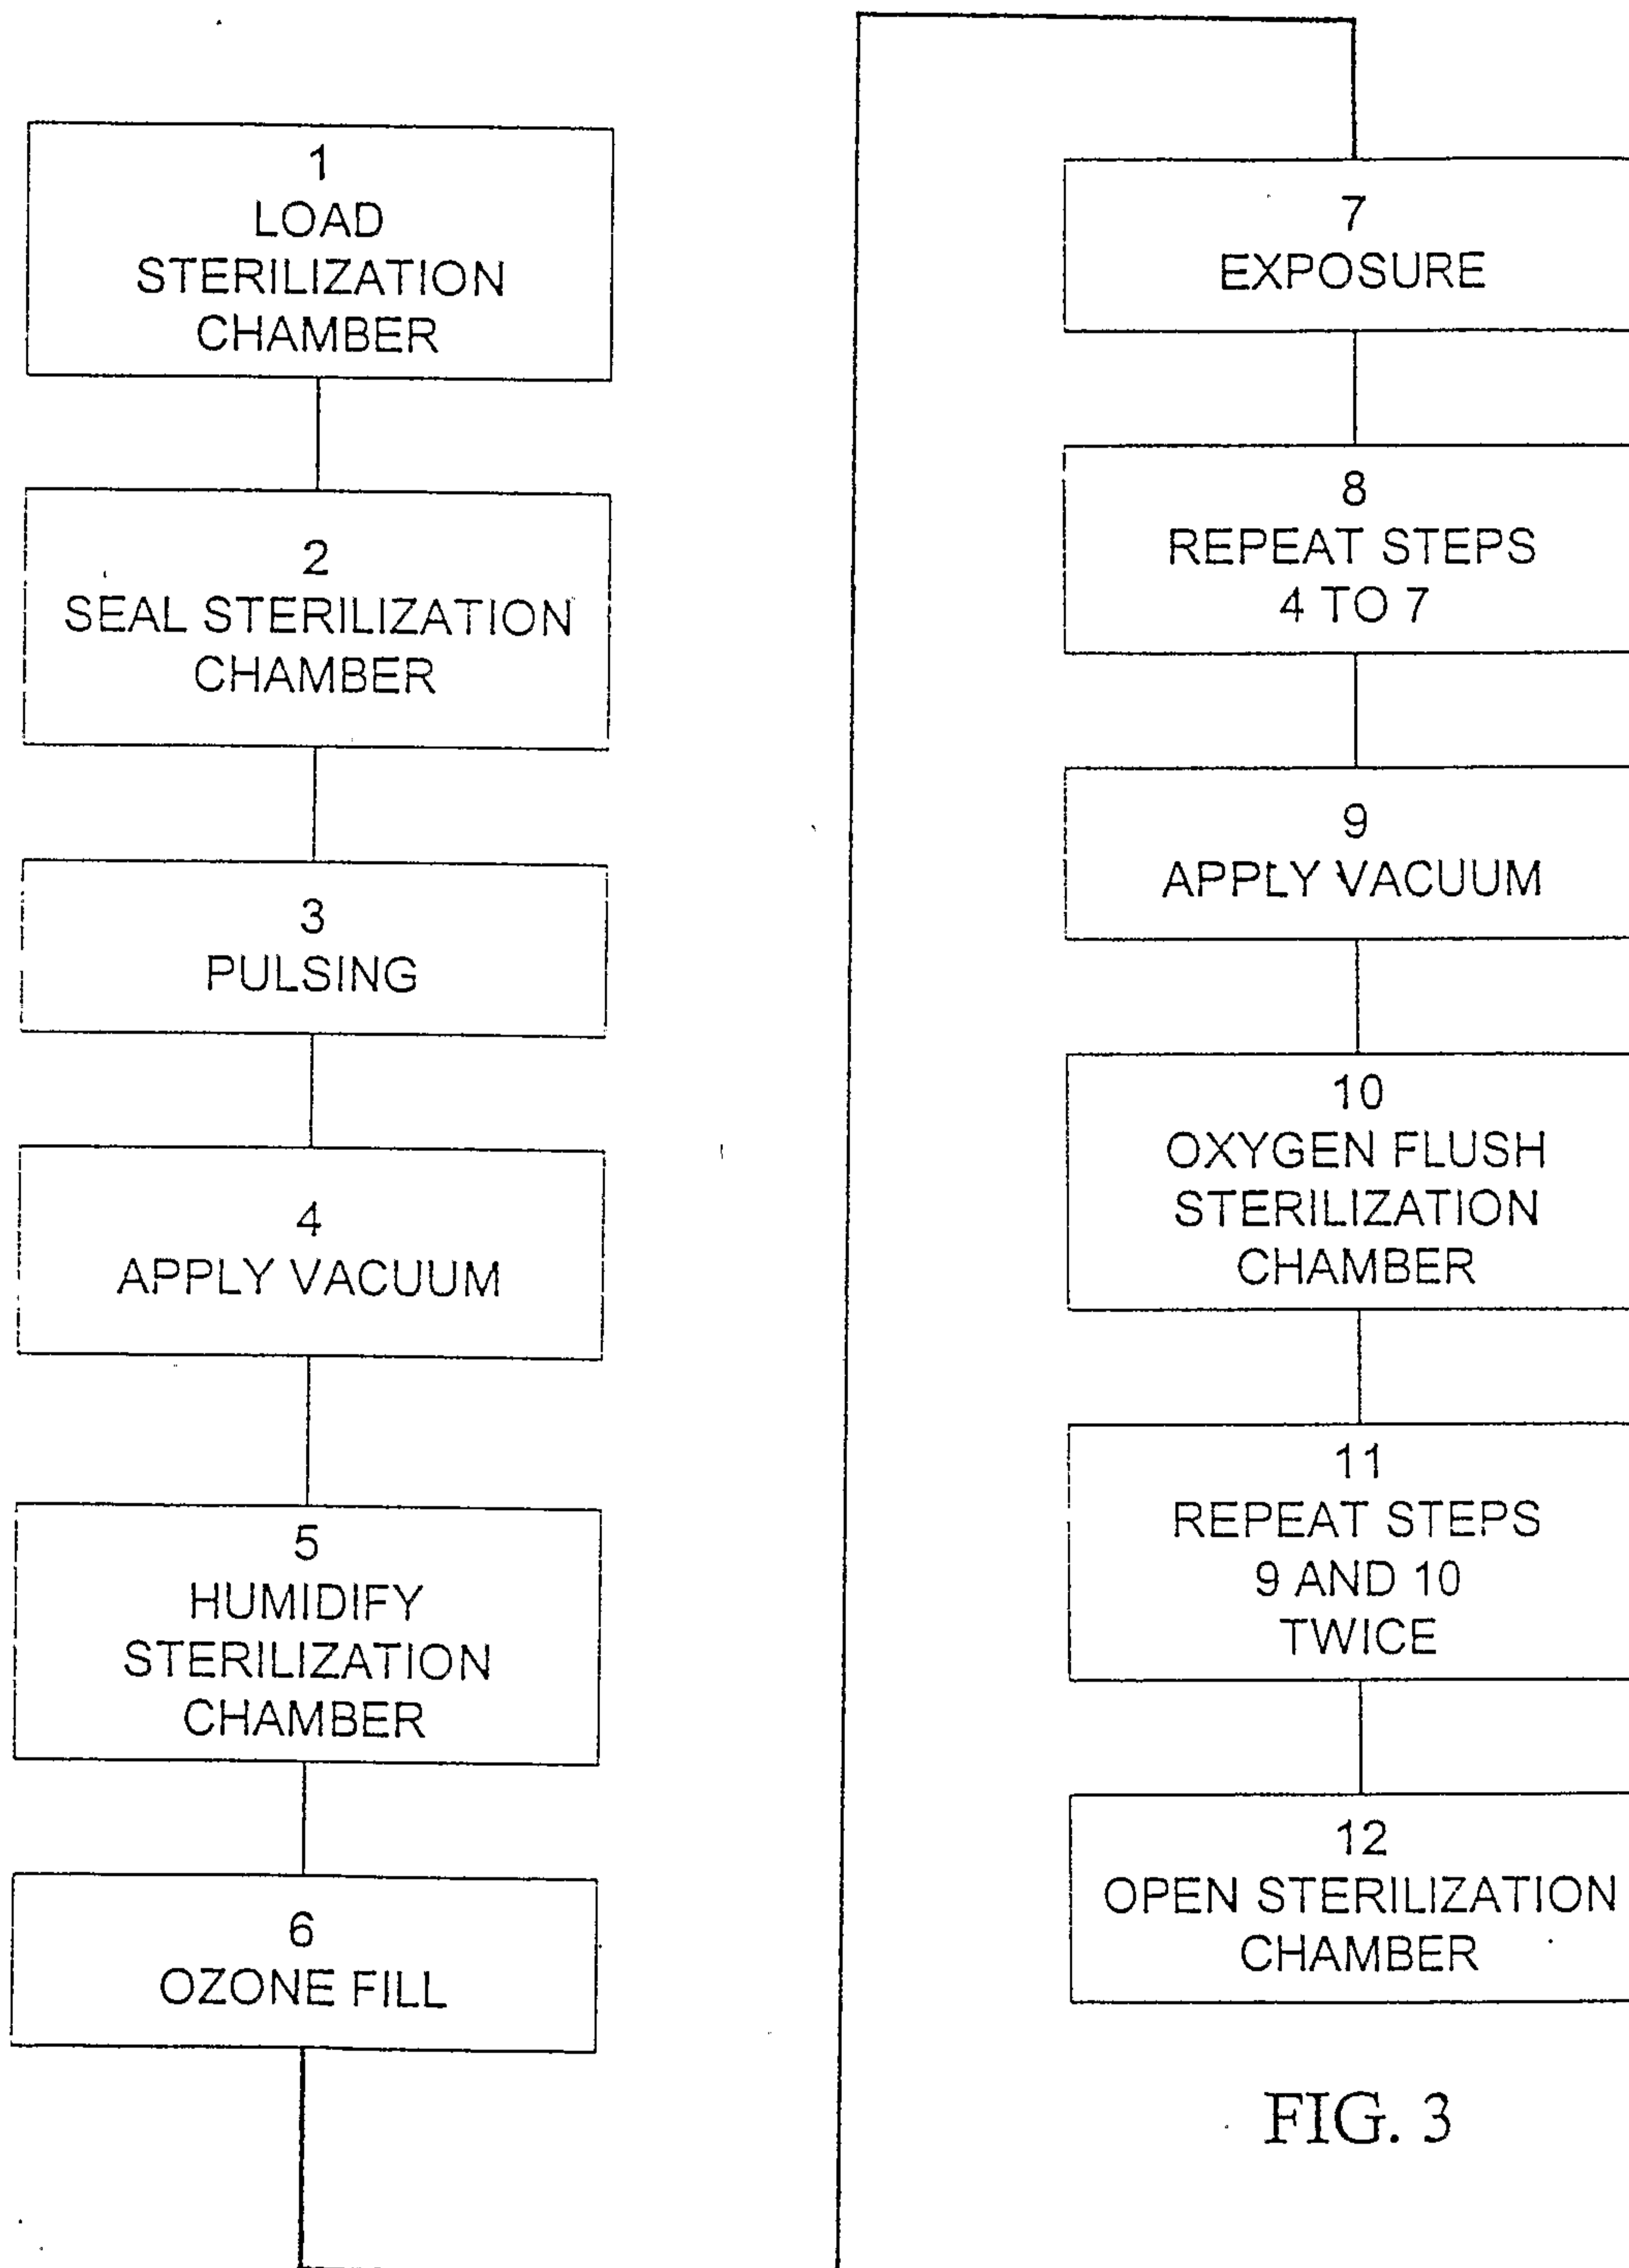 1
LOAD
STERILIZATION
CHAMBER
2
SEAL STERILIZATION
CHAMBER
3
PULSING
4
APPLY VACUUM
5
HUMIDIFY
STERILIZATION
CHAMBER
6
OZONE FILL
7
EXPOSURE
8
REPEAT STEPS
4 TO 7
9
APPLY VACUUM
10
OXYGEN FLUSH
STERILIZATION
CHAMBER
11
REPEAT STEPS
9 AND 10
TWICE
12
OPEN STERILIZATION
CHAMBER
FIG. 3